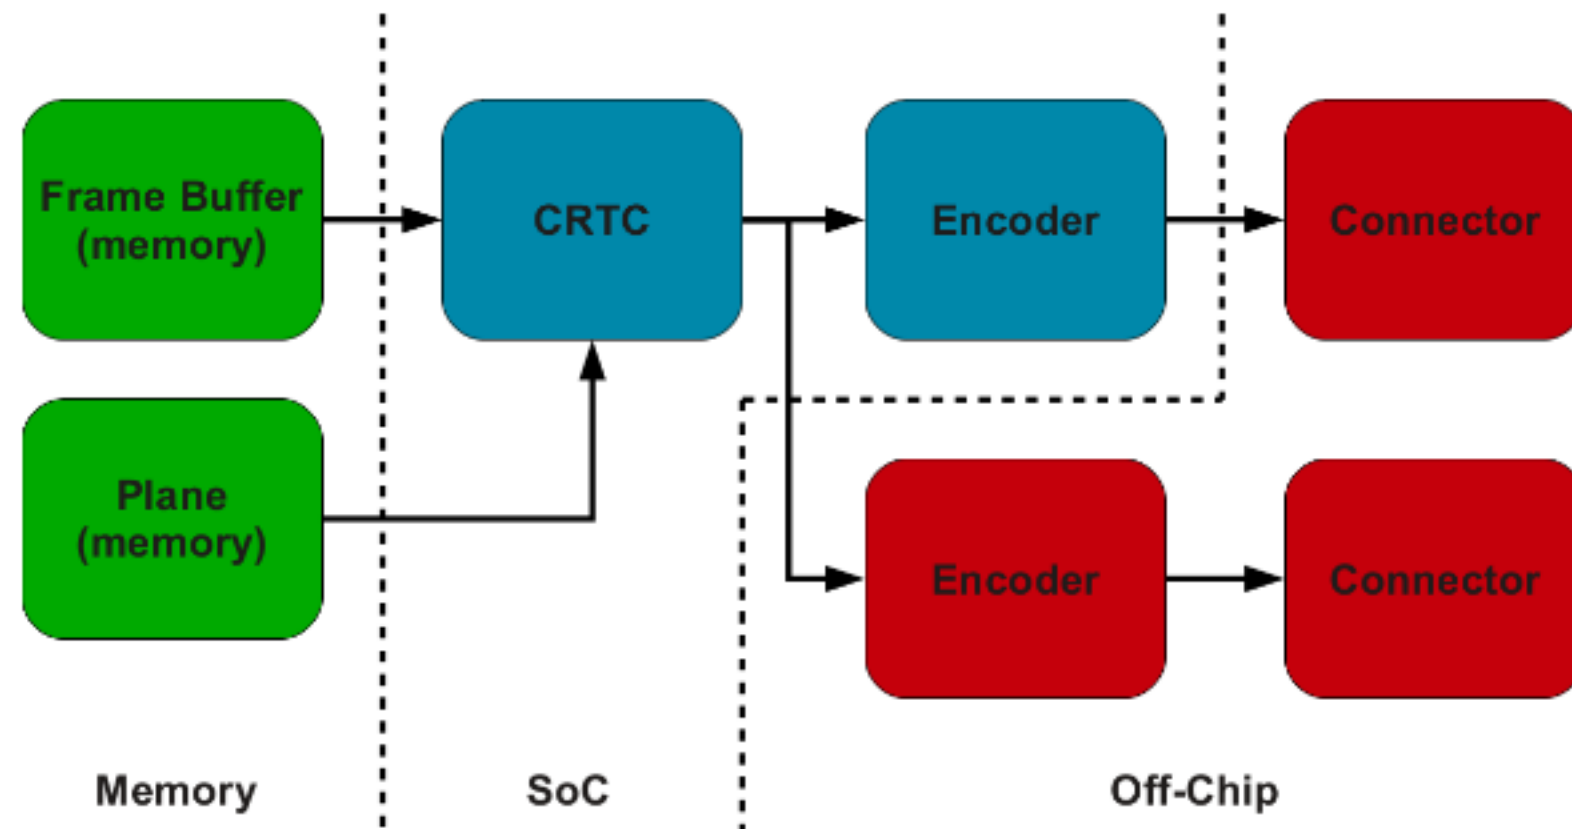 Frame Buffer
(memory)
CRTC
Encoder
Connector
Plane
(memory)
Encoder
Connector
Memory
SoC
Off-Chip